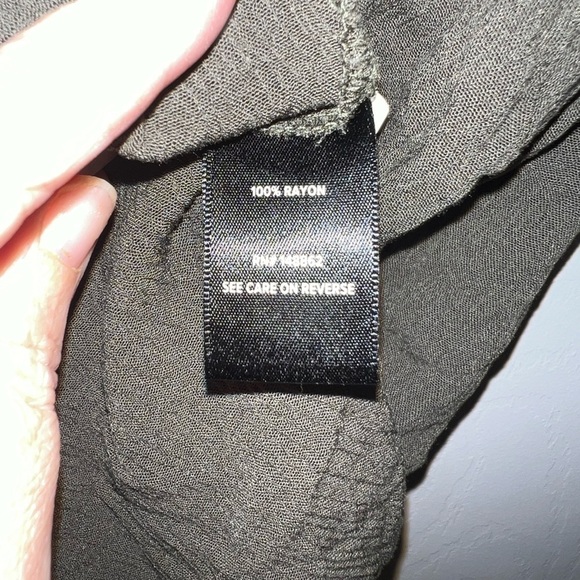 100% RAYON
RN# 148862
SEE CARE ON REVERSE